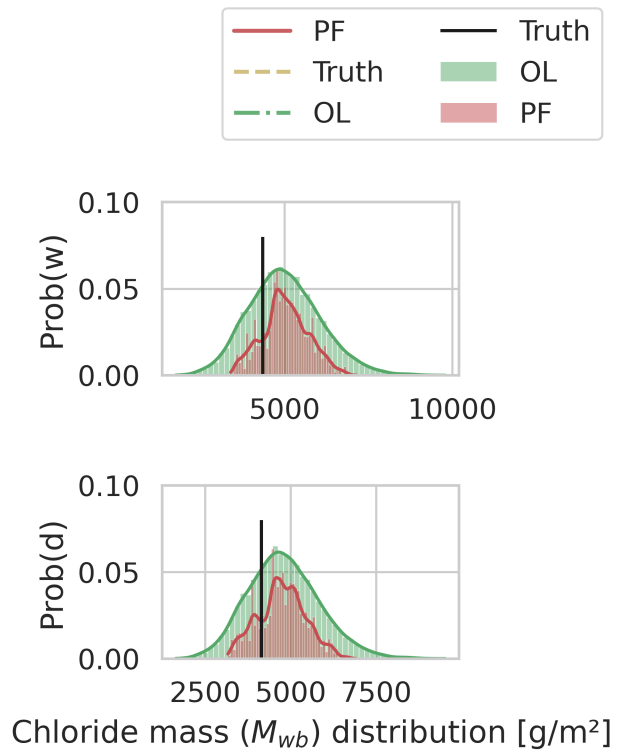 PF Truth
Truth OL
OL PF
0.10
0.05
0.00
Prob(w)
5000 10000
0.10
0.05
0.00
Prob(d)
2500 5000 7500
Chloride mass (M_wb) distribution [g/m²]